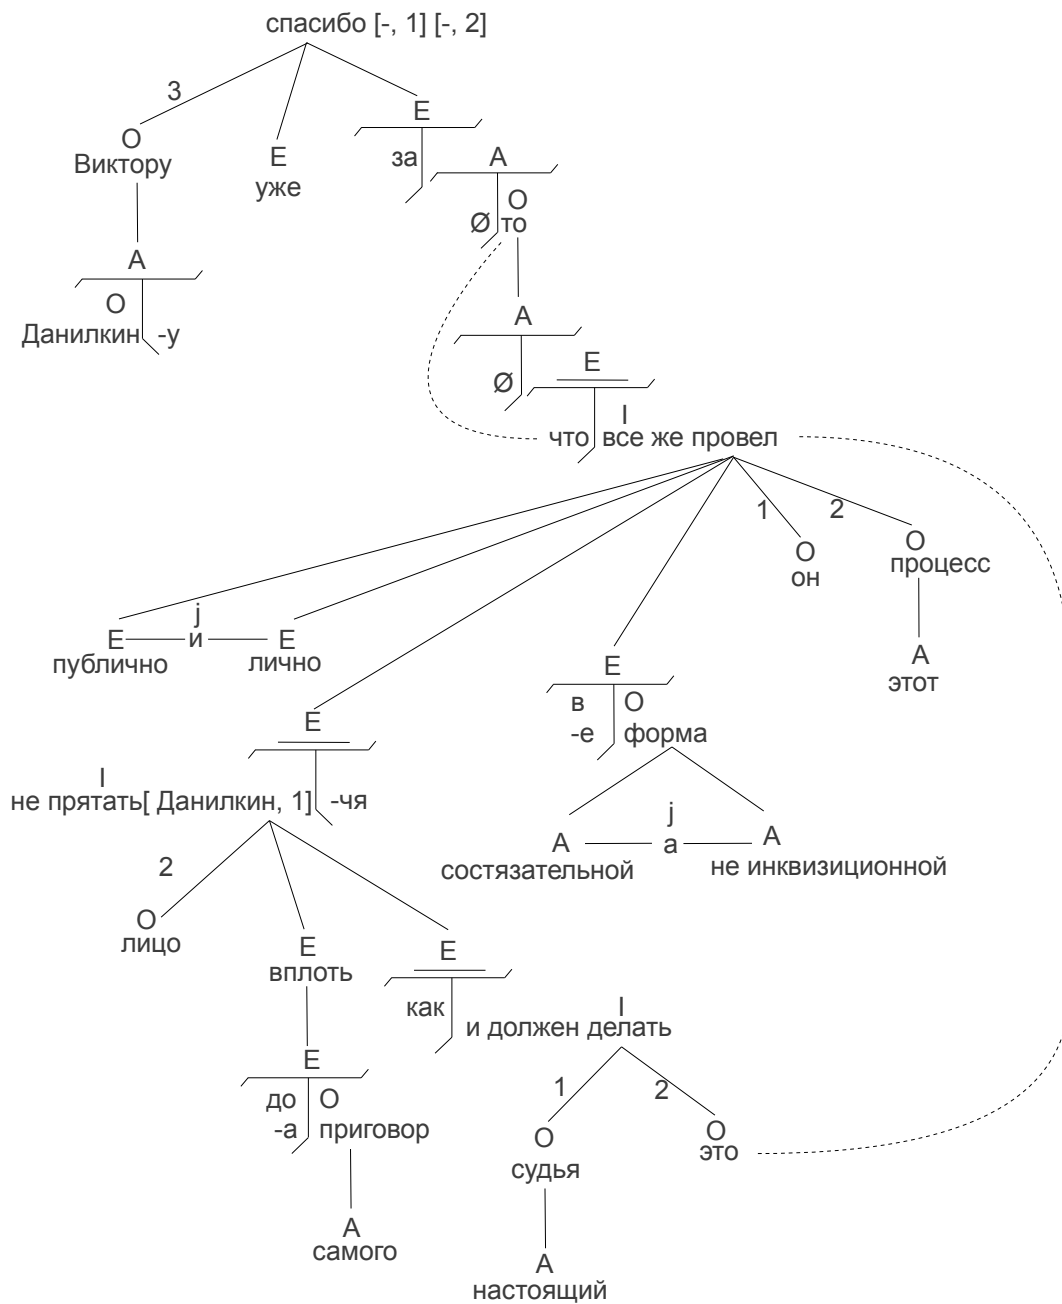 спасибо [-, 1] [-, 2]
3
E
O
Виктору
E
уже
за
A
O
Ø то
A
O
Данилкин -у
A
Ø
E
I
что все же провел
1
2
O
он
O
процесс
j
E и E
публично лично
A
этот
E
в O
-е форма
E
I
не прятать[ Данилкин, 1] -чя
j
A а A
состязательной не инквизиционной
2
O
лицо
E
вплоть
E
как
I
и должен делать
E
до O
-а приговор
1
2
O
судья
O
это
A
самого
A
настоящий